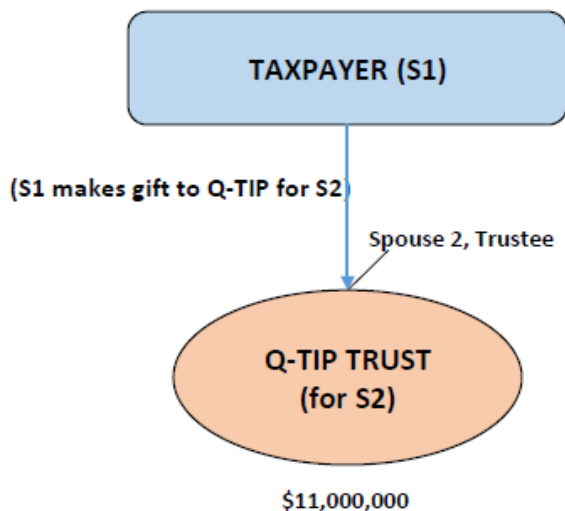 TAXPAYER (S1)
(S1 makes gift to Q-TIP for S2)
Spouse 2, Trustee
Q-TIP TRUST
(for S2)
$11,000,000